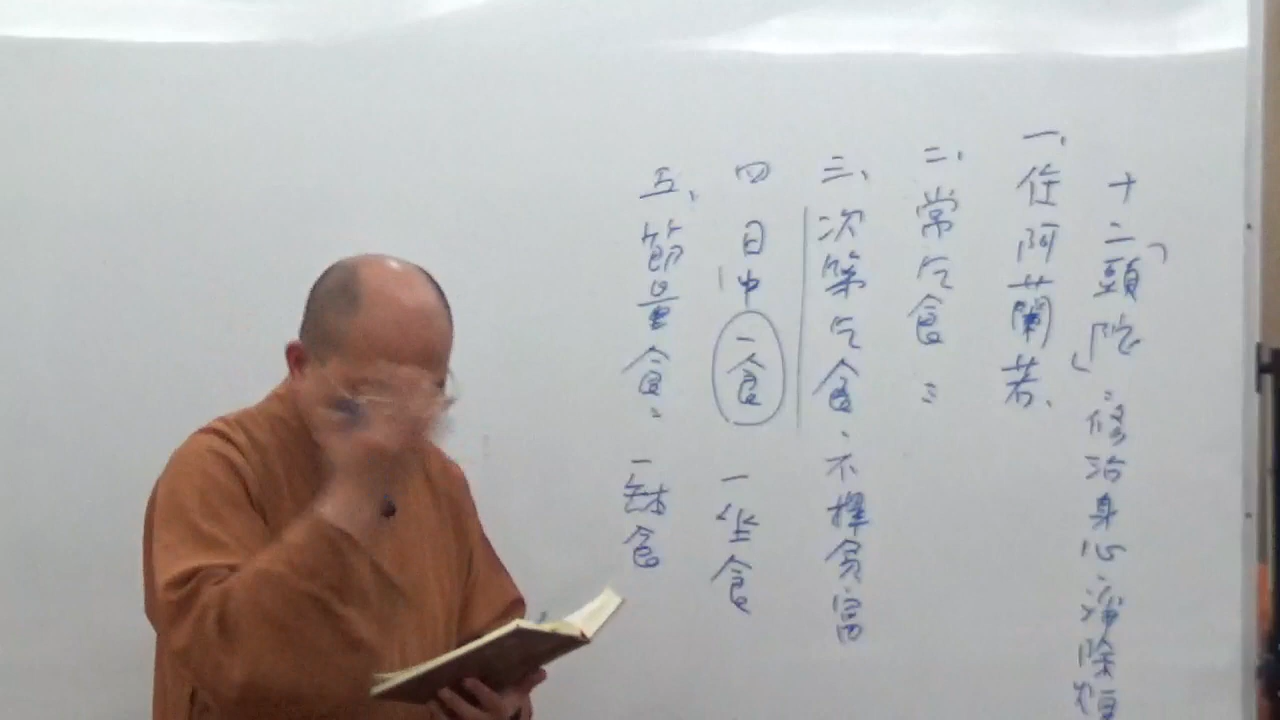 十二「頭陀」修治身心滌除
一、住阿蘭若、
二、常乞食
三、次第乞食、不擇貧富
四 日中一食 一坐食
五、節量食、一缽食